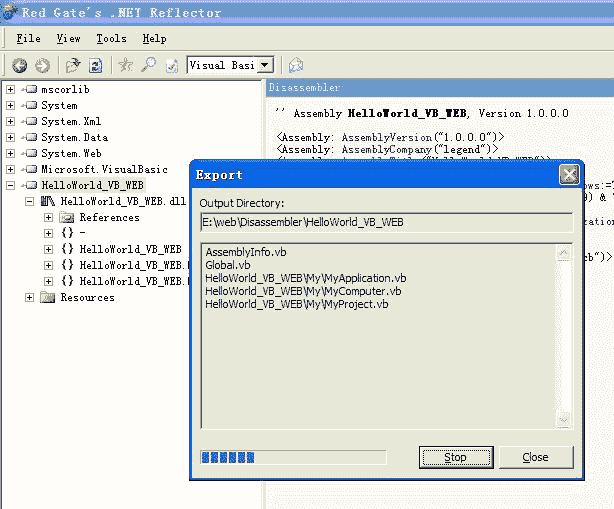 Red Gate's .NET Reflector
File View Tools Help
Visual Basi
mscorlib
System
System.Xml
System.Data
System.Web
Microsoft.VisualBasic
HelloWorld_VB_WEB
HelloWorld_VB_WEB.dll
References
{} -
{} HelloWorld_VB_WEB
{} HelloWorld_VB_WEB.
{} HelloWorld_VB_WEB.
Resources
Disassembler
'' Assembly HelloWorld_VB_WEB, Version 1.0.0.0
<Assembly: AssemblyVersion("1.0.0.0")>
<Assembly: AssemblyCompany("legend")>
Export
Output Directory:
E:\web\Disassembler\HelloWorld_VB_WEB
AssemblyInfo.vb
Global.vb
HelloWorld_VB_WEB\My\MyApplication.vb
HelloWorld_VB_WEB\My\MyComputer.vb
HelloWorld_VB_WEB\My\MyProject.vb
Stop Close